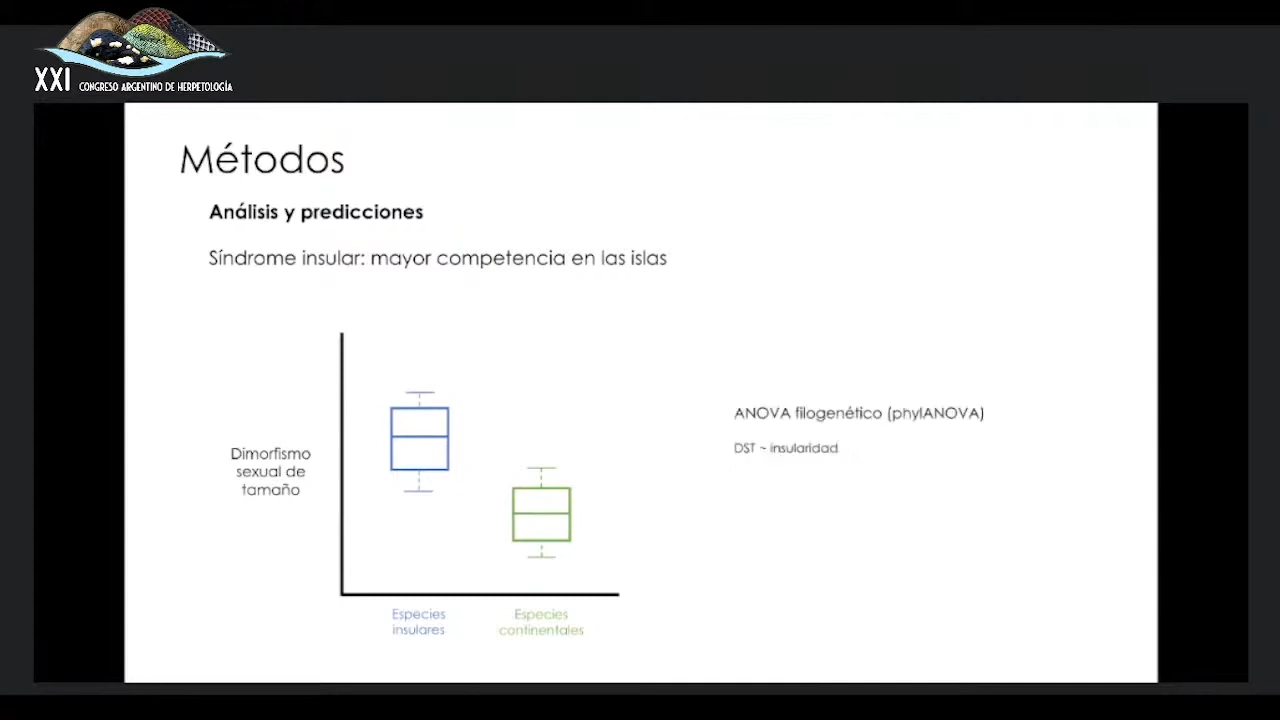 XXI CONGRESO ARGENTINO DE HERPETOLOGÍA
Métodos
Análisis y predicciones
Síndrome insular: mayor competencia en las islas
Dimorfismo
sexual de
tamaño
ANOVA filogenético (phylANOVA)
DST ~ insularidad
Especies
insulares
Especies
continentales